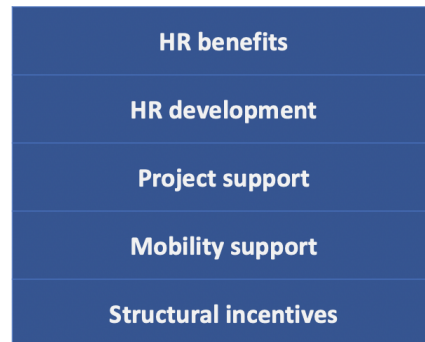 HR benefits
HR development
Project support
Mobility support
Structural incentives